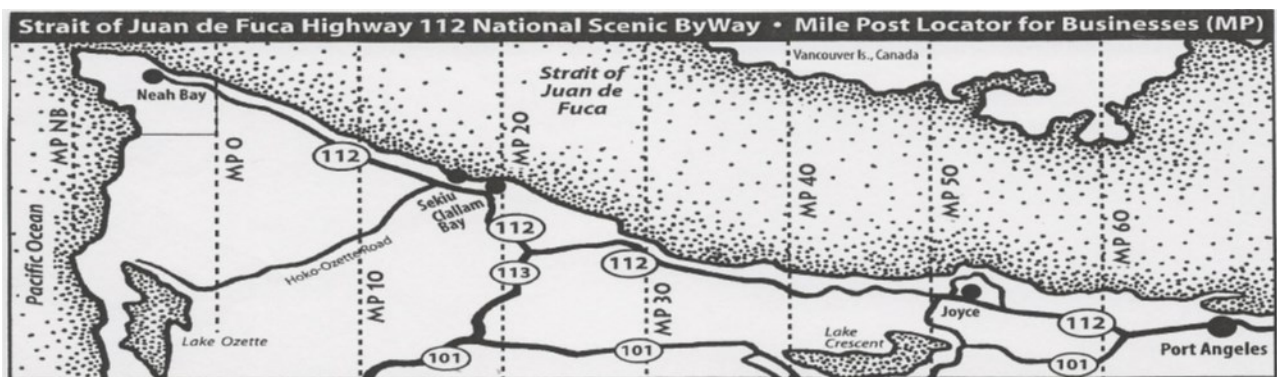 Strait of Juan de Fuca Highway 112 National Scenic ByWay • Mile Post Locator for Businesses (MP)
Vancouver Is., Canada
Strait of
Juan de
Fuca
Neah Bay
MP NB
MP 0
MP 20
112
MP 40
MP 50
MP 60
Sekiu
Clallam
Bay
112
Pacific Ocean
Hoko-Ozette Road
113
112
MP 10
MP 30
Joyce
112
Lake Ozette
Lake
Crescent
Port Angeles
101
101
101